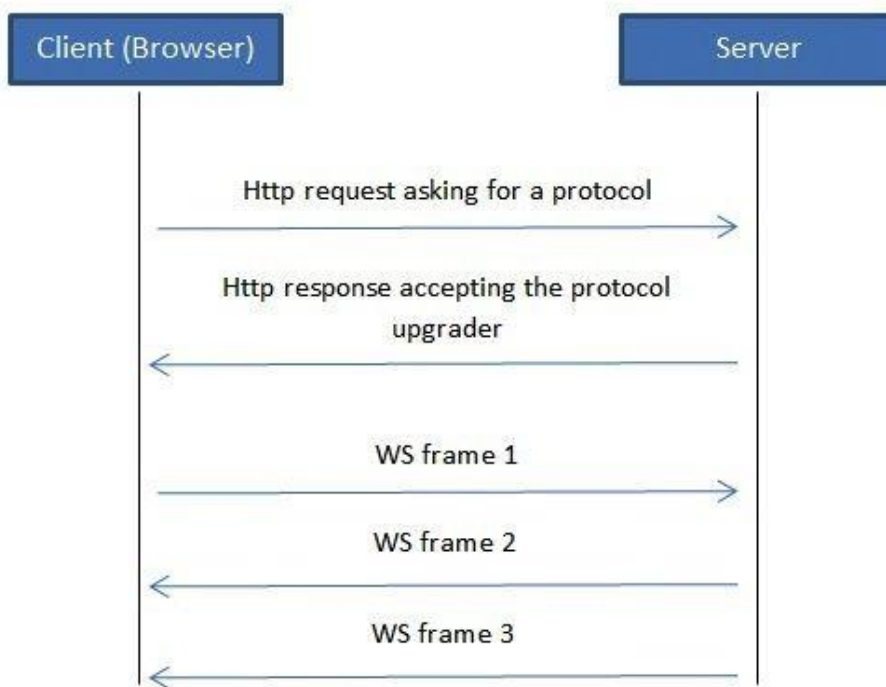 Client (Browser)
Server
Http request asking for a protocol
Http response accepting the protocol
upgrader
WS frame 1
WS frame 2
WS frame 3